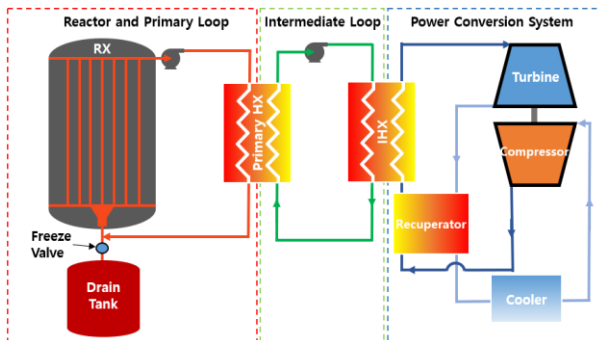 Reactor and Primary Loop
Intermediate Loop
Power Conversion System
RX
Primary HX
IHX
Turbine
Compressor
Recuperator
Cooler
Freeze
Valve
Drain
Tank